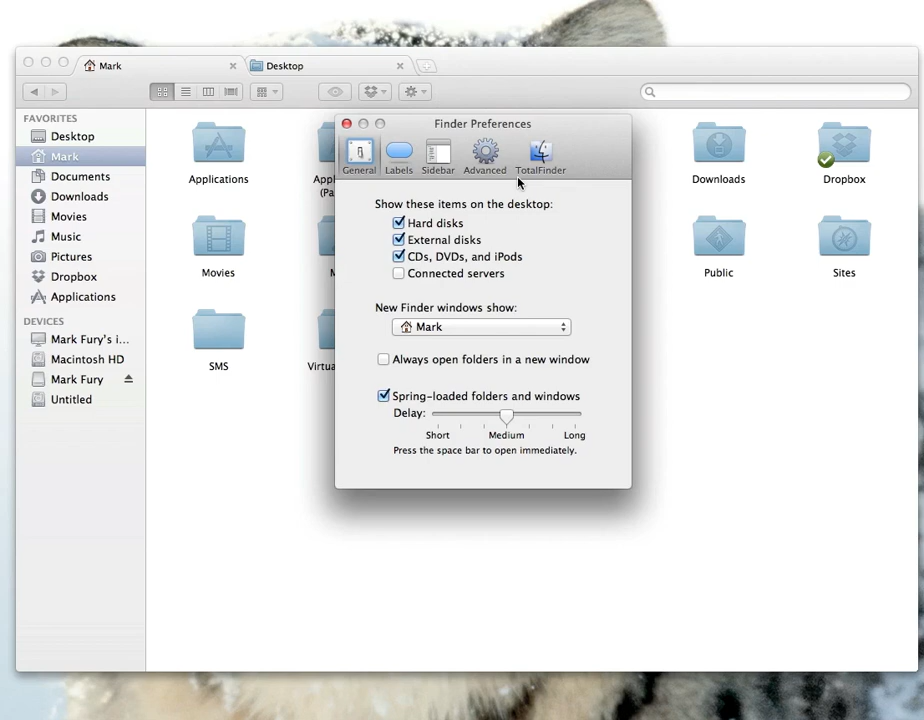 Mark
Desktop
FAVORITES
Desktop
Mark
Documents
Downloads
Movies
Music
Pictures
Dropbox
Applications
DEVICES
Mark Fury's i...
Macintosh HD
Mark Fury
Untitled
Applications
Downloads
Dropbox
Movies
Public
Sites
SMS
Finder Preferences
General
Labels
Sidebar
Advanced
TotalFinder
Show these items on the desktop:
Hard disks
External disks
CDs, DVDs, and iPods
Connected servers
New Finder windows show:
Mark
Always open folders in a new window
Spring-loaded folders and windows
Delay:
Short Medium Long
Press the space bar to open immediately.